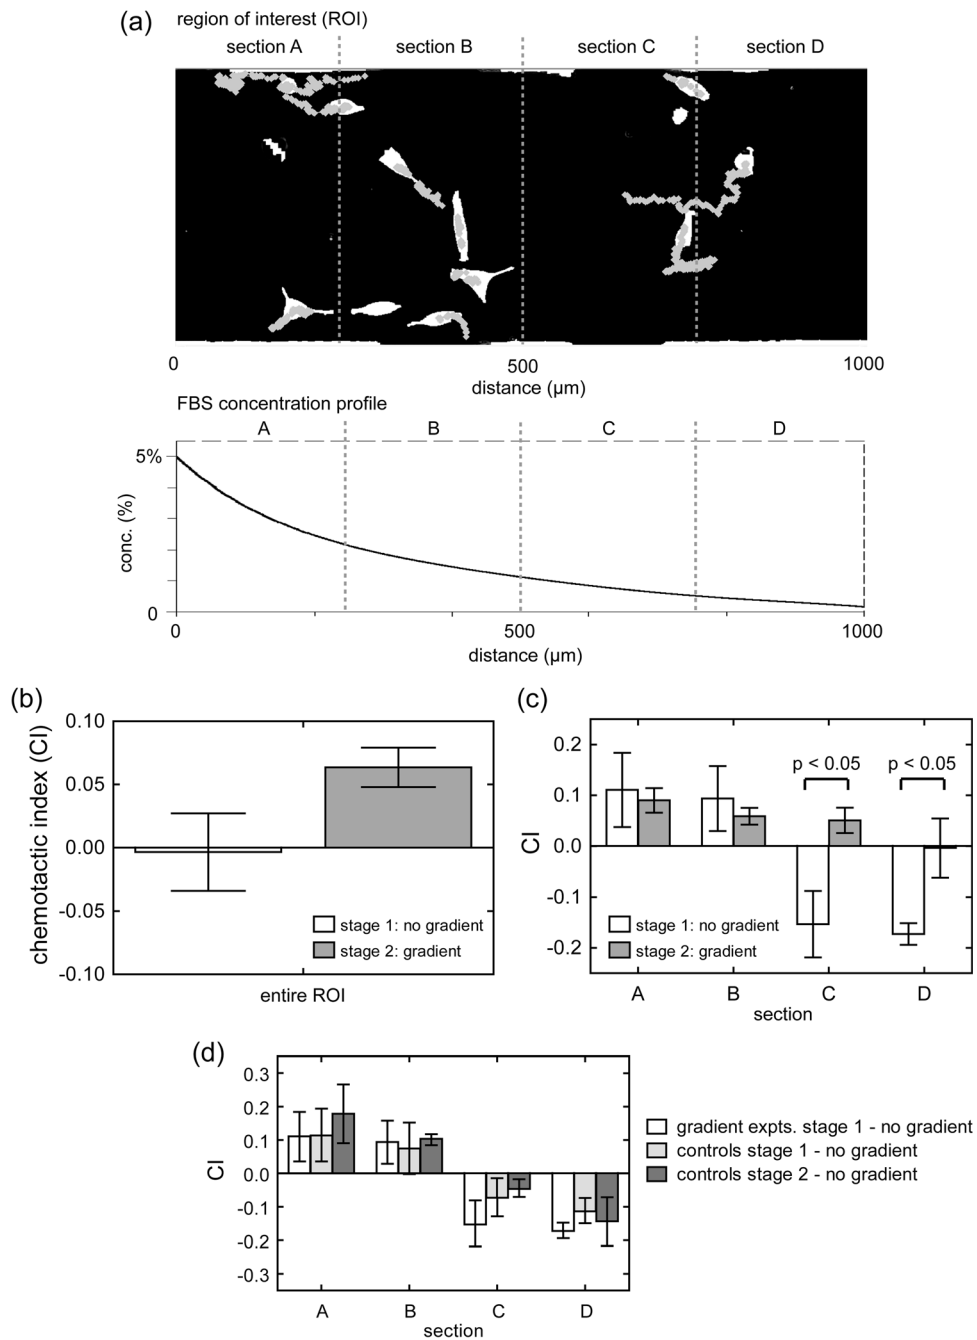 (a) region of interest (ROI)
section A section B section C section D
0 500 1000
distance (µm)
FBS concentration profile
A B C D
5%
conc. (%)
0
0 500 1000
distance (µm)
(b)
0.10
0.05
0.00
-0.05
-0.10
chemotactic index (CI)
stage 1: no gradient
stage 2: gradient
entire ROI
(c)
0.2
0.1
0.0
-0.1
-0.2
CI
p < 0.05 p < 0.05
stage 1: no gradient
stage 2: gradient
A B C D
section
(d)
0.3
0.2
0.1
0.0
-0.1
-0.2
-0.3
CI
A B C D
section
gradient expts. stage 1 - no gradient
controls stage 1 - no gradient
controls stage 2 - no gradient